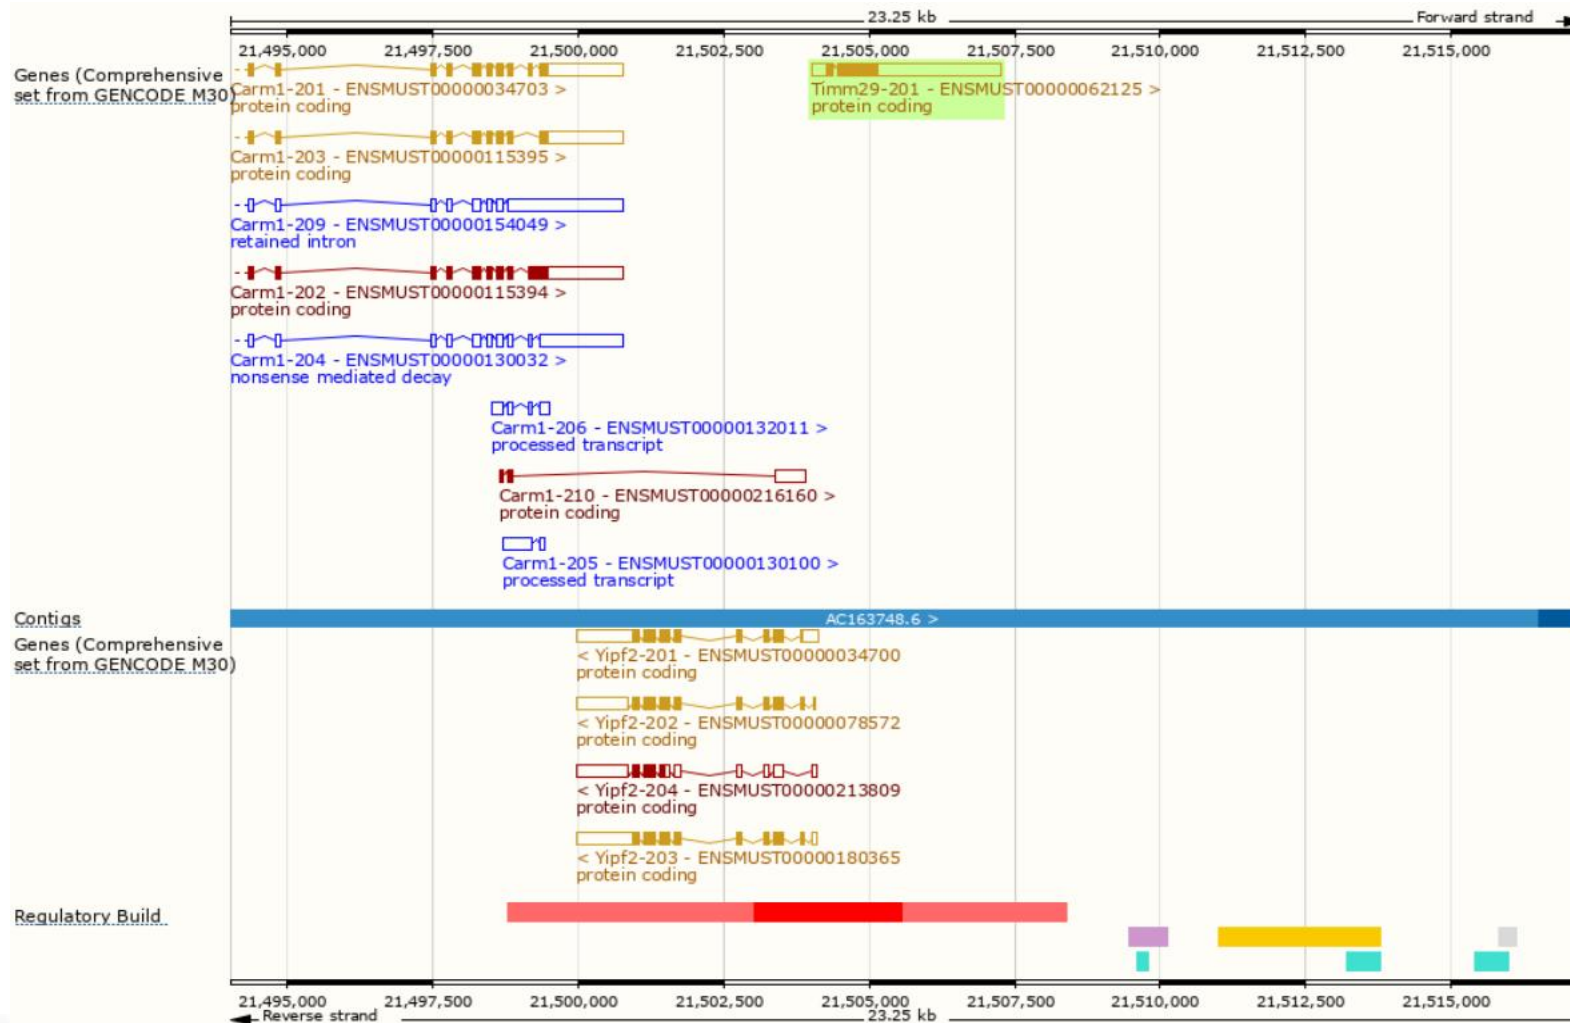 23.25 kb Forward strand
21,495,000 21,497,500 21,500,000 21,502,500 21,505,000 21,507,500 21,510,000 21,512,500 21,515,000
Genes (Comprehensive
set from GENCODE M30)
Carm1-201 - ENSMUST00000034703 > Timm29-201 - ENSMUST00000062125 >
protein coding protein coding
Carm1-203 - ENSMUST00000115395 >
protein coding
Carm1-209 - ENSMUST00000154049 >
retained intron
Carm1-202 - ENSMUST00000115394 >
protein coding
Carm1-204 - ENSMUST00000130032 >
nonsense mediated decay
Carm1-206 - ENSMUST00000132011 >
processed transcript
Carm1-210 - ENSMUST00000216160 >
protein coding
Carm1-205 - ENSMUST00000130100 >
processed transcript
Contigs AC163748.6 >
Genes (Comprehensive
set from GENCODE M30)
< Yipf2-201 - ENSMUST00000034700
protein coding
< Yipf2-202 - ENSMUST00000078572
protein coding
< Yipf2-204 - ENSMUST00000213809
protein coding
< Yipf2-203 - ENSMUST00000180365
protein coding
Regulatory Build
21,495,000 21,497,500 21,500,000 21,502,500 21,505,000 21,507,500 21,510,000 21,512,500 21,515,000
Reverse strand 23.25 kb